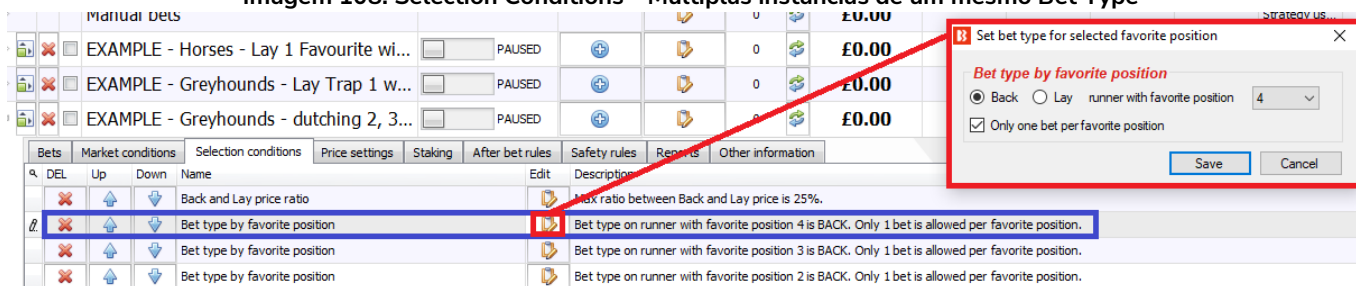 Imagem 108: Selection Conditions – Múltiplas instâncias de um mesmo Bet Type
Manual bets 0 £0.00 Strategy us...
EXAMPLE - Horses - Lay 1 Favourite wi... PAUSED 0 £0.00
EXAMPLE - Greyhounds - Lay Trap 1 w... PAUSED 0 £0.00
EXAMPLE - Greyhounds - dutching 2, 3... PAUSED £0.00
Set bet type for selected favorite position
Bet type by favorite position
Back Lay runner with favorite position 4
Only one bet per favorite position
Save Cancel
Bets Market conditions Selection conditions Price settings Staking After bet rules Safety rules Reports Other information
DEL Up Down Name Edit Description
Back and Lay price ratio Max ratio between Back and Lay price is 25%.
Bet type by favorite position Bet type on runner with favorite position 4 is BACK. Only 1 bet is allowed per favorite position.
Bet type by favorite position Bet type on runner with favorite position 3 is BACK. Only 1 bet is allowed per favorite position.
Bet type by favorite position Bet type on runner with favorite position 2 is BACK. Only 1 bet is allowed per favorite position.